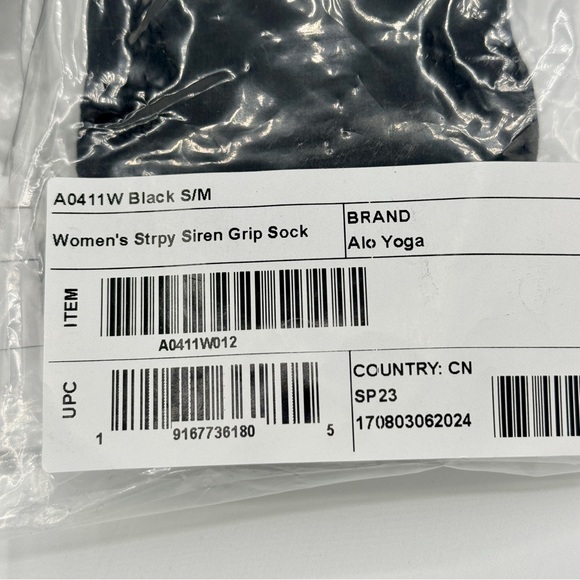 A0411W Black S/M
Women's Strpy Siren Grip Sock
BRAND
Alo Yoga
ITEM
A0411W012
UPC
1 9167736180 5
COUNTRY: CN
SP23
170803062024